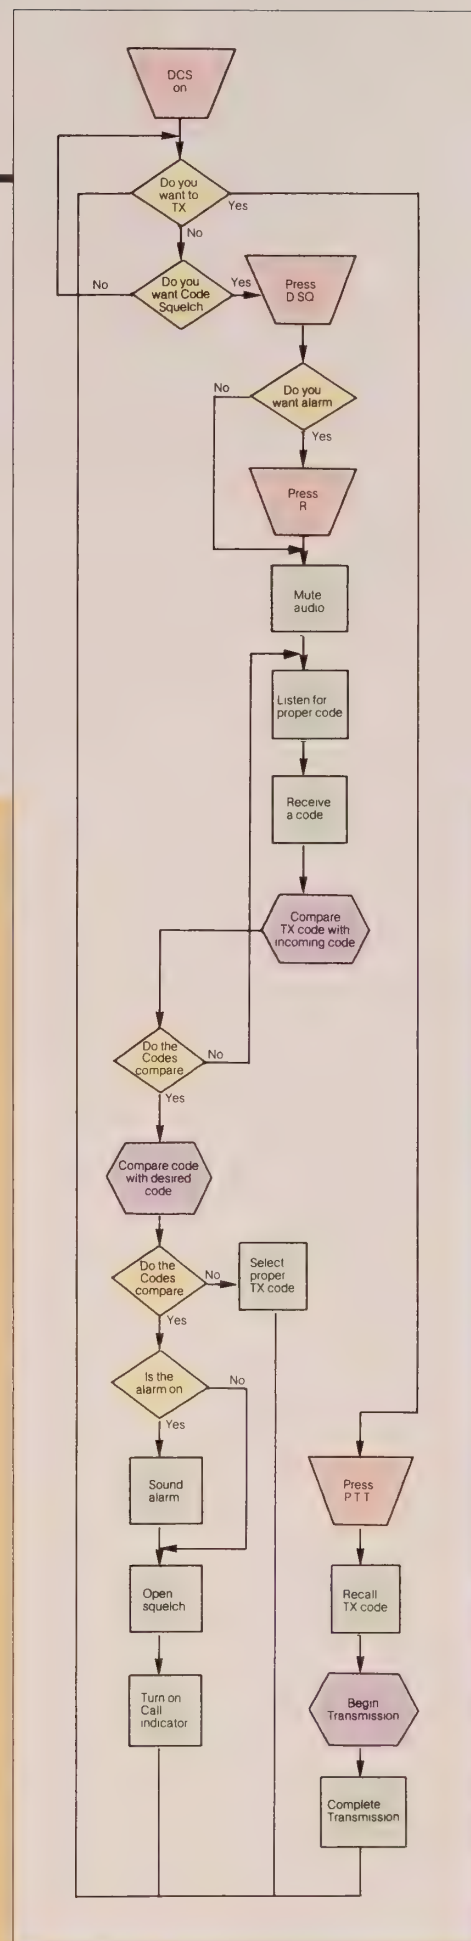 DCS
on
Do you
want to
TX
Yes
No
Do you
want Code
Squelch
No
Yes
Press
D SQ
Do you
want alarm
No
Yes
Press
R
Mute
audio
Listen for
proper code
Receive
a code
Compare
TX code with
incoming code
Do the
Codes
compare
No
Yes
Compare code
with desired
code
Do the
Codes
compare
No
Select
proper
TX code
Yes
Is the
alarm on
No
Yes
Sound
alarm
Open
squelch
Turn on
Call
indicator
Press
P T T
Recall
TX code
Begin
Transmission
Complete
Transmission